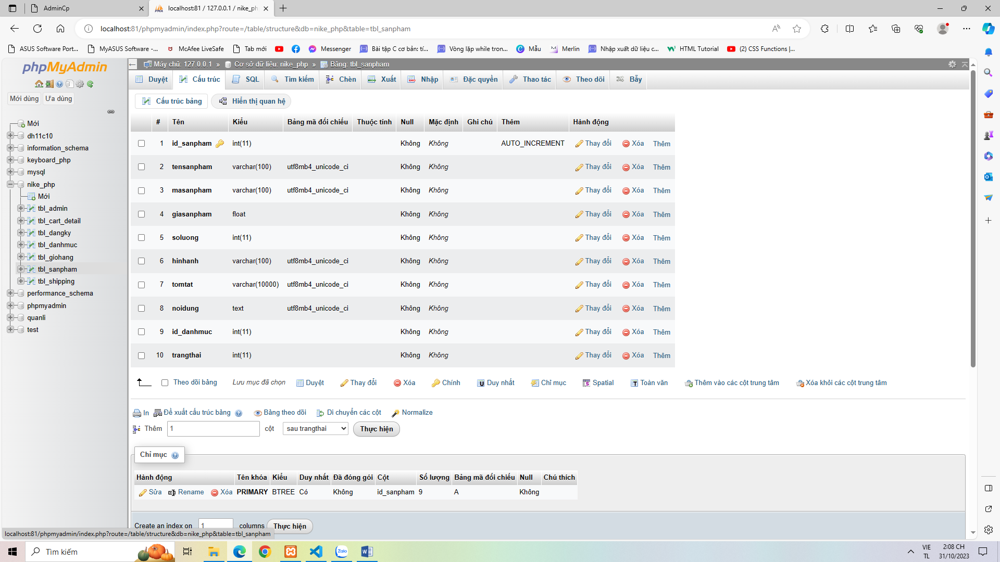 AdminCp
localhost:81 / 127.0.0.1 / nike_ph
localhost:81/phpmyadmin/index.php?route=/table/structure&db=nike_php&table=tbl_sanpham
ASUS Software Port...
MyASUS Software -...
McAfee LiveSafe
Tab mới
Messenger
Bài tập C cơ bản: tí...
Vòng lặp while tron...
Mẫu
Merlin
Nhập xuất dữ liệu c...
HTML Tutorial
(2) CSS Functions |...
phpMyAdmin
Mới dùng Ưa dùng
Mới
dh11c10
information_schema
keyboard_php
mysql
nike_php
Mới
tbl_admin
tbl_cart_detail
tbl_dangky
tbl_danhmuc
tbl_giohang
tbl_sanpham
tbl_shipping
performance_schema
phpmyadmin
quanli
test
Máy chủ: 127.0.0.1 » Cơ sở dữ liệu: nike_php » Bảng: tbl_sanpham
Duyệt Cấu trúc SQL Tìm kiếm Chèn Xuất Nhập Đặc quyền Thao tác Theo dõi Bẫy
Cấu trúc bảng Hiển thị quan hệ
# Tên Kiểu Bảng mã đối chiếu Thuộc tính Null Mặc định Ghi chú Thêm Hành động
1 id_sanpham int(11) Không Không AUTO_INCREMENT Thay đổi Xóa Thêm
2 tensanpham varchar(100) utf8mb4_unicode_ci Không Không Thay đổi Xóa Thêm
3 masanpham varchar(100) utf8mb4_unicode_ci Không Không Thay đổi Xóa Thêm
4 giasanpham float Không Không Thay đổi Xóa Thêm
5 soluong int(11) Không Không Thay đổi Xóa Thêm
6 hinhanh varchar(100) utf8mb4_unicode_ci Không Không Thay đổi Xóa Thêm
7 tomtat varchar(10000) utf8mb4_unicode_ci Không Không Thay đổi Xóa Thêm
8 noidung text utf8mb4_unicode_ci Không Không Thay đổi Xóa Thêm
9 id_danhmuc int(11) Không Không Thay đổi Xóa Thêm
10 trangthai int(11) Không Không Thay đổi Xóa Thêm
Theo dõi bảng Lưu mục đã chọn Duyệt Thay đổi Xóa Chính Duy nhất Chỉ mục Spatial Toàn văn Thêm vào các cột trung tâm Xóa khỏi các cột trung tâm
In Đề xuất cấu trúc bảng Bảng theo dõi Di chuyển các cột Normalize
Thêm 1 cột sau trangthai Thực hiện
Chỉ mục
Hành động Tên khóa Kiểu Duy nhất Đã đóng gói Cột Số lượng Bảng mã đối chiếu Null Chú thích
Sửa Rename Xóa PRIMARY BTREE Có Không id_sanpham 9 A Không
Create an index on 1 columns Thực hiện
localhost:81/phpmyadmin/index.php?route=/table/structure&db=nike_php&table=tbl_sanpham
Tìm kiếm
Zalo
VIE
TL
2:08 CH
31/10/2023